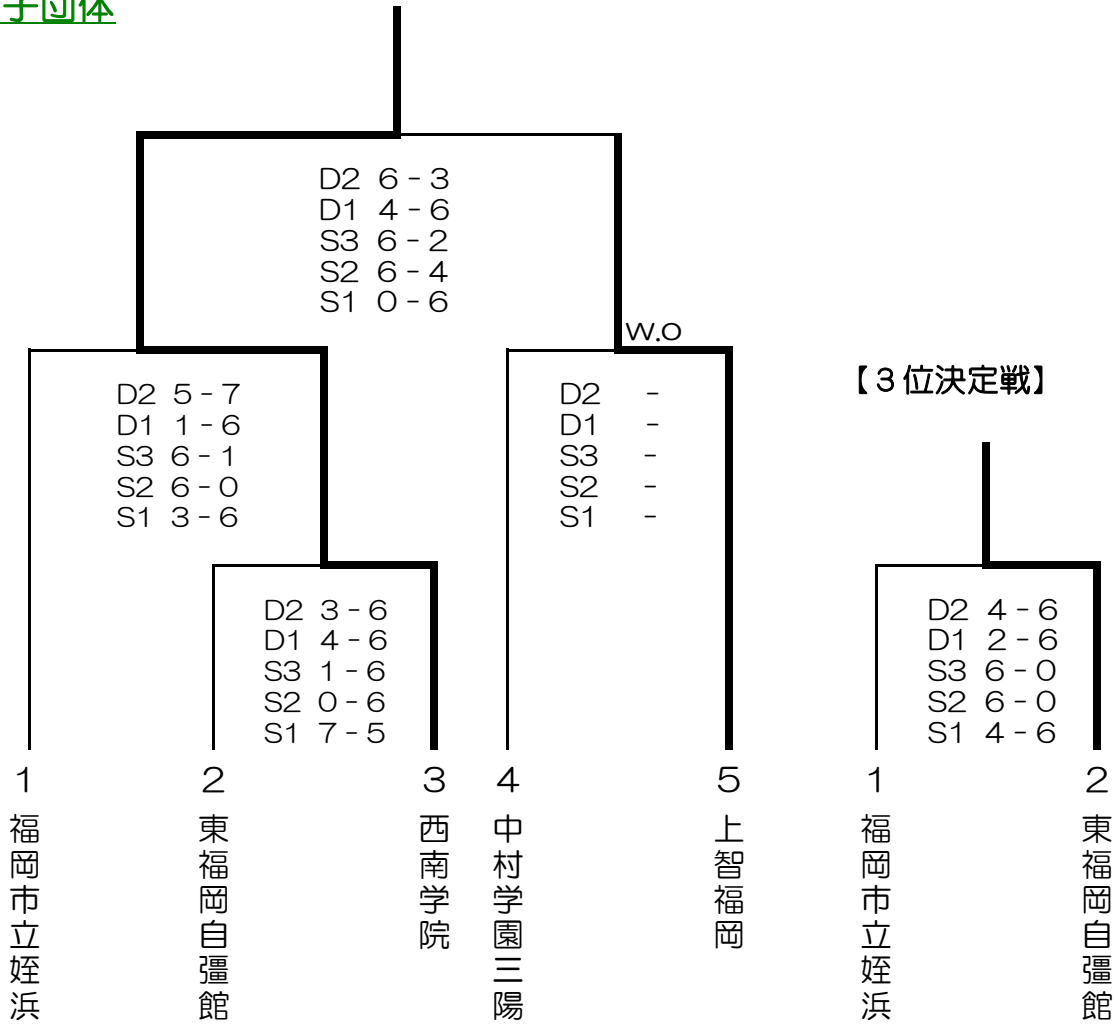 子団体
D2 6-3
D1 4-6
S3 6-2
S2 6-4
S1 0-6
W.O
D2 5-7
D1 1-6
S3 6-1
S2 6-0
S1 3-6
D2 -
D1 -
S3 -
S2 -
S1 -
【3位決定戦】
D2 3-6
D1 4-6
S3 1-6
S2 0-6
S1 7-5
D2 4-6
D1 2-6
S3 6-0
S2 6-0
S1 4-6
1
福岡市立姪浜
2
東福岡自彊館
3
西南学院
4
中村学園三陽
5
上智福岡
1
福岡市立姪浜
2
東福岡自彊館